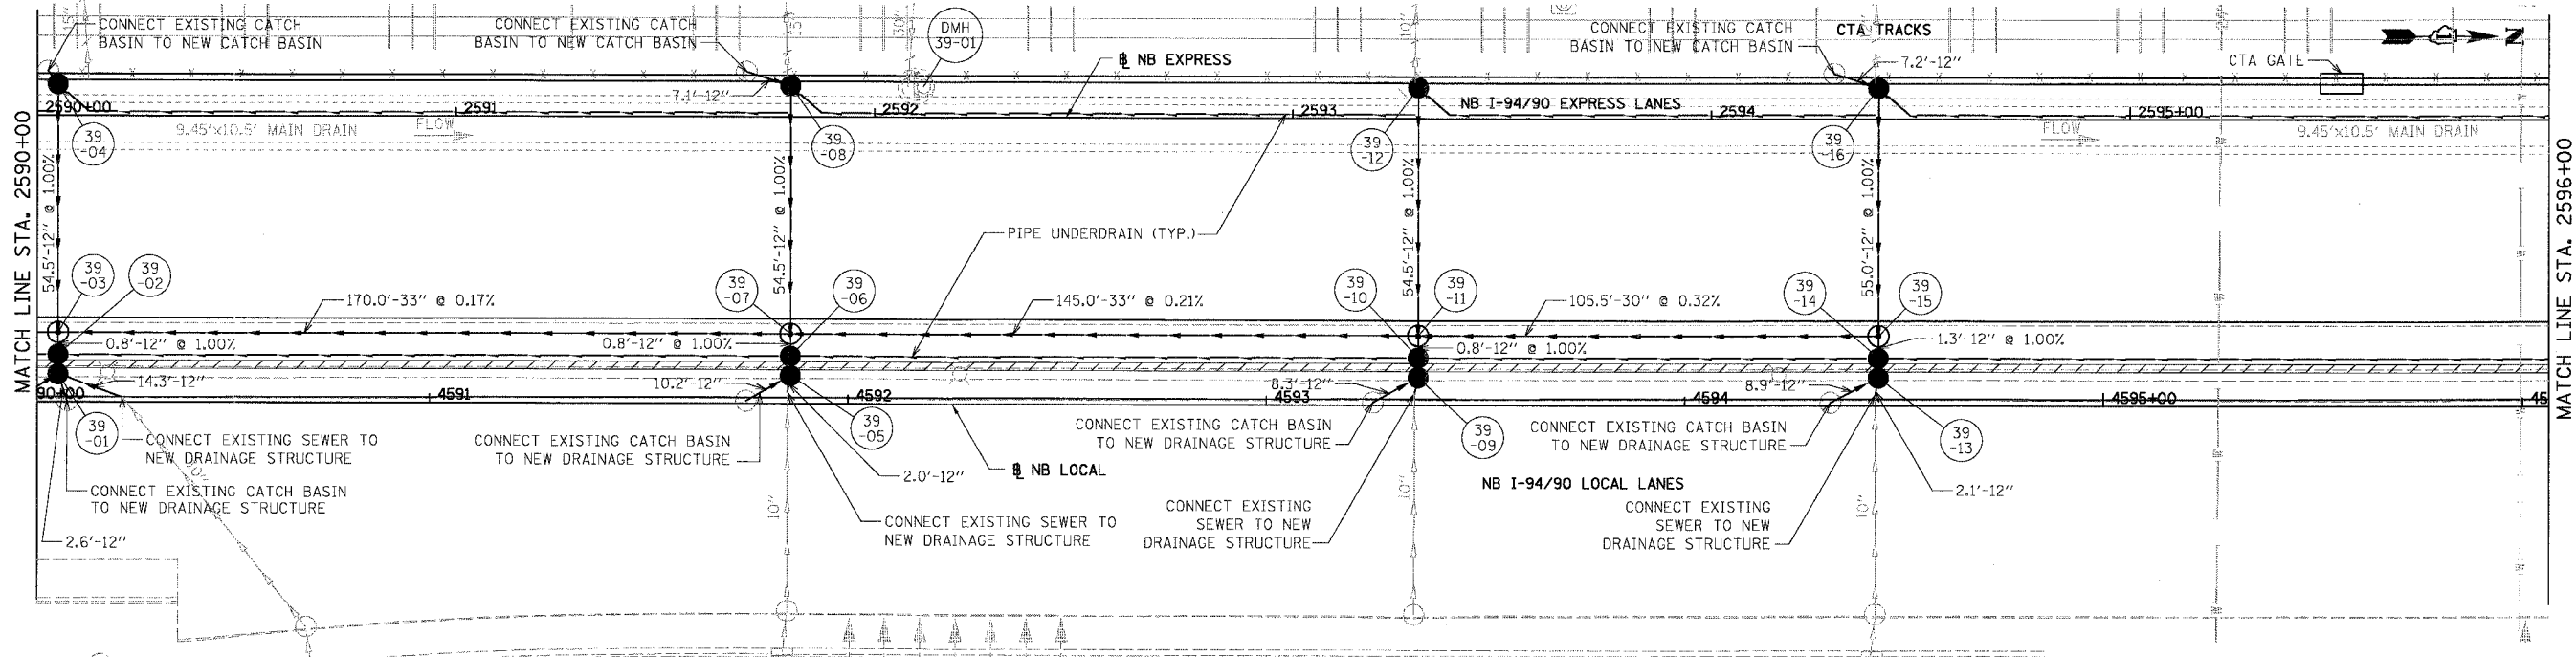 CONNECT EXISTING CATCH
BASIN TO NEW CATCH BASIN
CONNECT EXISTING CATCH
BASIN TO NEW CATCH BASIN
15"
30"
DMH
39-01
10"
CONNECT EXISTING CATCH
BASIN TO NEW CATCH BASIN
CTA TRACKS
N
℄ NB EXPRESS
7.2'-12"
CTA GATE
7.1'-12"
2590+00
2591
2592
2593
NB I-94/90 EXPRESS LANES
2594
2595+00
9.45'x10.5' MAIN DRAIN
FLOW
FLOW
9.45'x10.5' MAIN DRAIN
39
-04
39
-08
39
-12
39
-16
MATCH LINE STA. 2590+00
54.5'-12" @ 1.00%
54.5'-12" @ 1.00%
54.5'-12" @ 1.00%
55.0'-12" @ 1.00%
MATCH LINE STA. 2596+00
PIPE UNDERDRAIN (TYP.)
39
-03
39
-02
39
-07
39
-06
39
-10
39
-11
39
-14
39
-15
170.0'-33" @ 0.17%
145.0'-33" @ 0.21%
105.5'-30" @ 0.32%
0.8'-12" @ 1.00%
0.8'-12" @ 1.00%
0.8'-12" @ 1.00%
1.3'-12" @ 1.00%
14.3'-12"
10.2'-12"
8.3'-12"
8.9'-12"
90+00
4591
4592
4593
4594
4595+00
45
39
-01
39
-05
39
-09
39
-13
CONNECT EXISTING SEWER TO
NEW DRAINAGE STRUCTURE
CONNECT EXISTING CATCH BASIN
TO NEW DRAINAGE STRUCTURE
CONNECT EXISTING CATCH BASIN
TO NEW DRAINAGE STRUCTURE
CONNECT EXISTING CATCH BASIN
TO NEW DRAINAGE STRUCTURE
2.0'-12"
℄ NB LOCAL
NB I-94/90 LOCAL LANES
2.1'-12"
CONNECT EXISTING CATCH BASIN
TO NEW DRAINAGE STRUCTURE
10"
10"
10"
CONNECT EXISTING SEWER TO
NEW DRAINAGE STRUCTURE
CONNECT EXISTING
SEWER TO NEW
DRAINAGE STRUCTURE
CONNECT EXISTING
SEWER TO NEW
DRAINAGE STRUCTURE
2.6'-12"